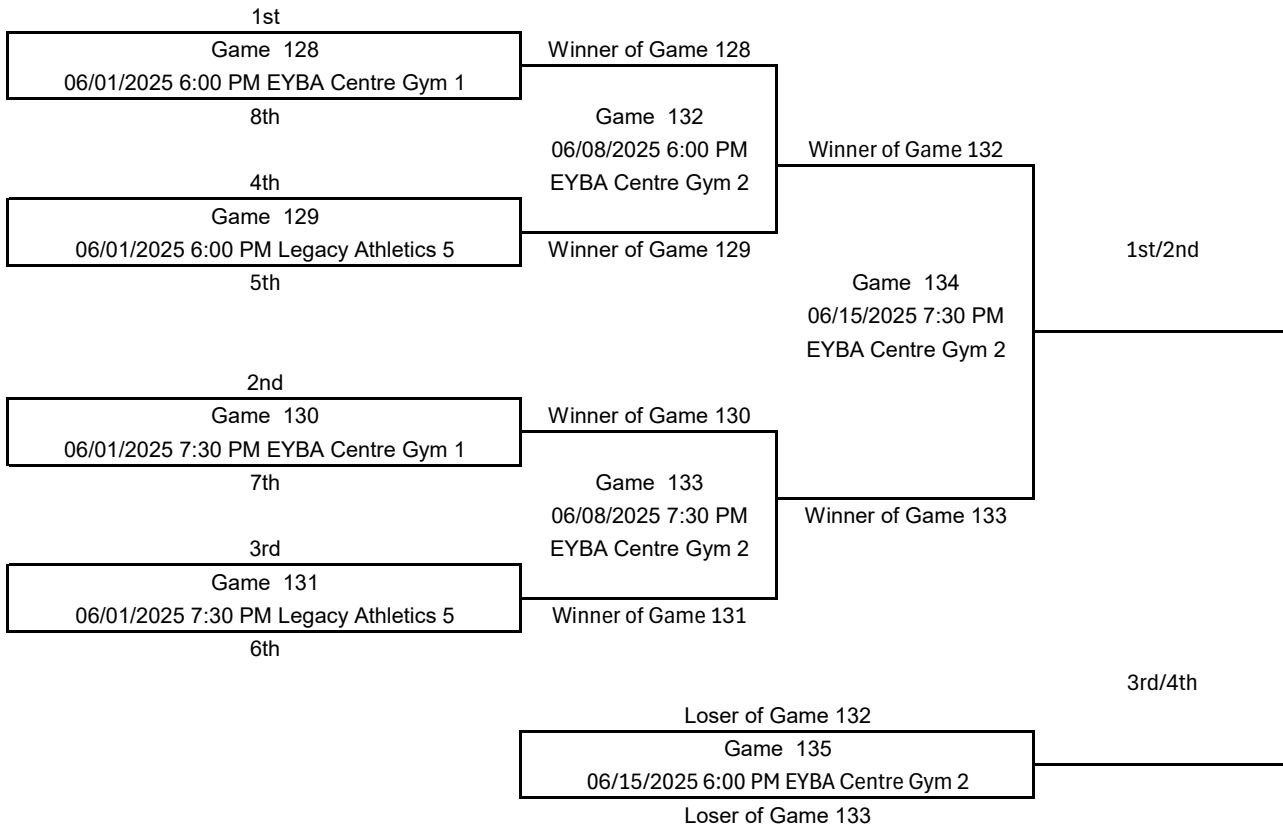 1st
Game 128
06/01/2025 6:00 PM EYBA Centre Gym 1
8th
4th
Game 129
06/01/2025 6:00 PM Legacy Athletics 5
5th
2nd
Game 130
06/01/2025 7:30 PM EYBA Centre Gym 1
7th
3rd
Game 131
06/01/2025 7:30 PM Legacy Athletics 5
6th
Winner of Game 128
Game 132
06/08/2025 6:00 PM
EYBA Centre Gym 2
Winner of Game 129
Winner of Game 130
Game 133
06/08/2025 7:30 PM
EYBA Centre Gym 2
Winner of Game 131
Winner of Game 132
Game 134
06/15/2025 7:30 PM
EYBA Centre Gym 2
Winner of Game 133
1st/2nd
Loser of Game 132
Game 135
06/15/2025 6:00 PM EYBA Centre Gym 2
Loser of Game 133
3rd/4th